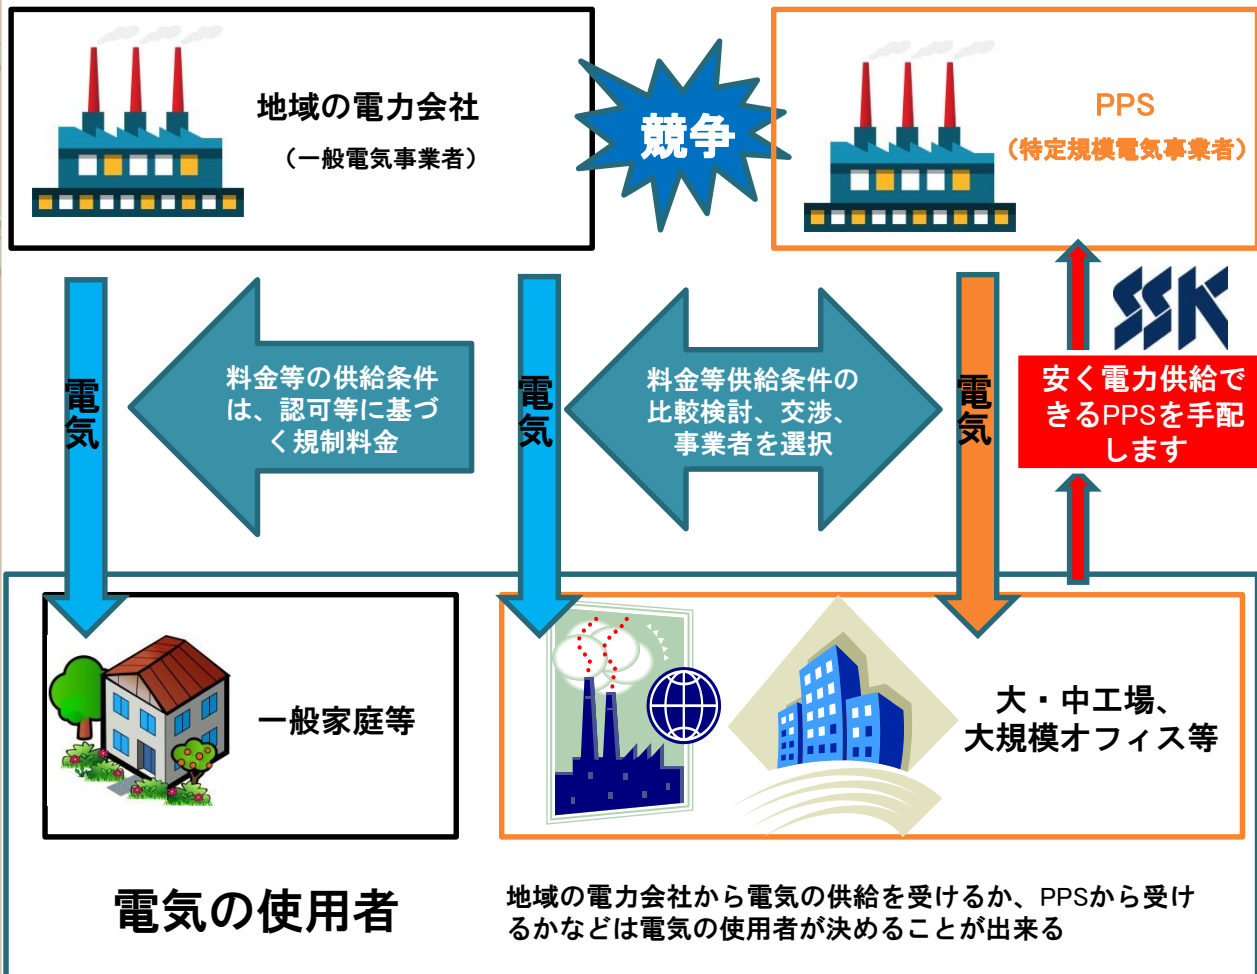 地域の電力会社
（一般電気事業者）
競争
PPS
（特定規模電気事業者）
SSK
電気
料金等の供給条件
は、認可等に基づ
く規制料金
電気
料金等供給条件の
比較検討、交渉、
事業者を選択
電気
安く電力供給で
きるPPSを手配
します
一般家庭等
大・中工場、
大規模オフィス等
電気の使用者
地域の電力会社から電気の供給を受けるか、PPSから受け
るかなどは電気の使用者が決めることが出来る